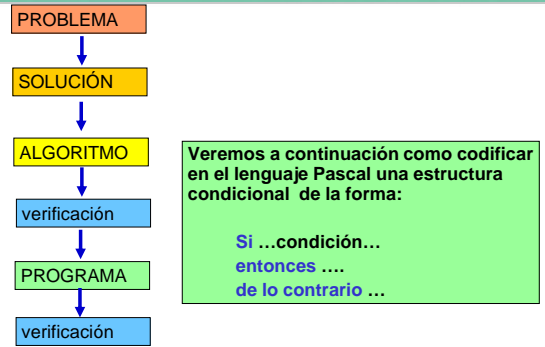 PROBLEMA
SOLUCIÓN
ALGORITMO
verificación
PROGRAMA
verificación
Veremos a continuación como codificar
en el lenguaje Pascal una estructura
condicional de la forma:
Si …condición…
entonces ….
de lo contrario …